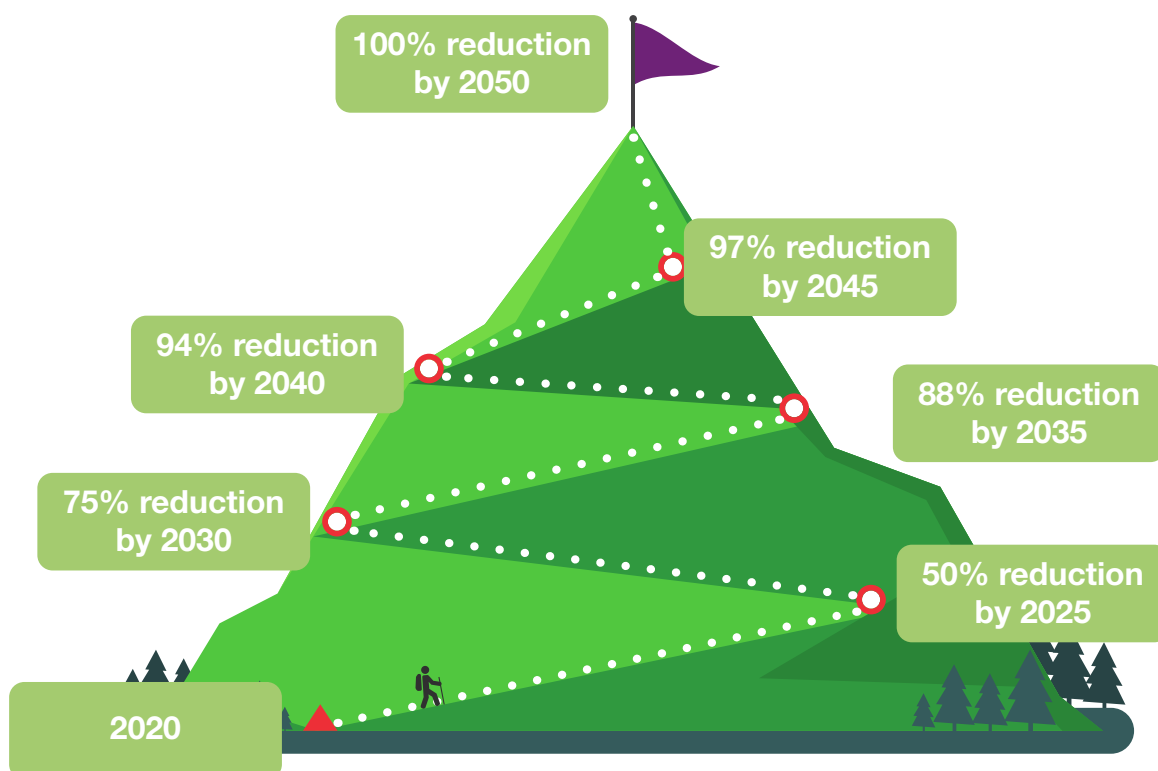 100% reduction
by 2050
97% reduction
by 2045
94% reduction
by 2040
88% reduction
by 2035
75% reduction
by 2030
50% reduction
by 2025
2020